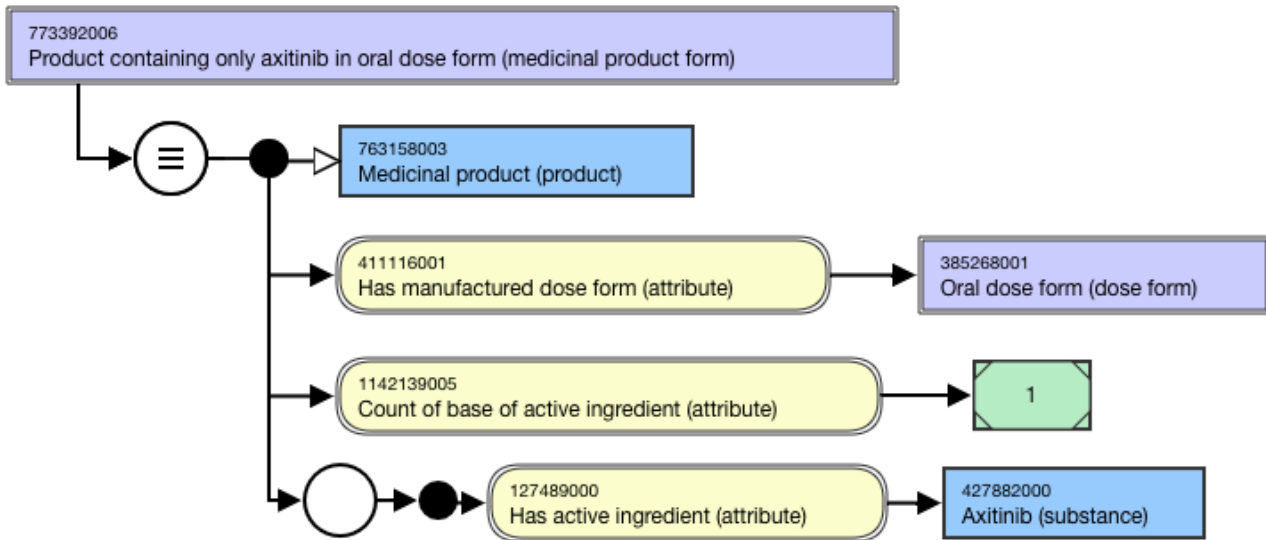 773392006
Product containing only axitinib in oral dose form (medicinal product form)
763158003
Medicinal product (product)
411116001
Has manufactured dose form (attribute)
385268001
Oral dose form (dose form)
1142139005
Count of base of active ingredient (attribute)
1
127489000
Has active ingredient (attribute)
427882000
Axitinib (substance)